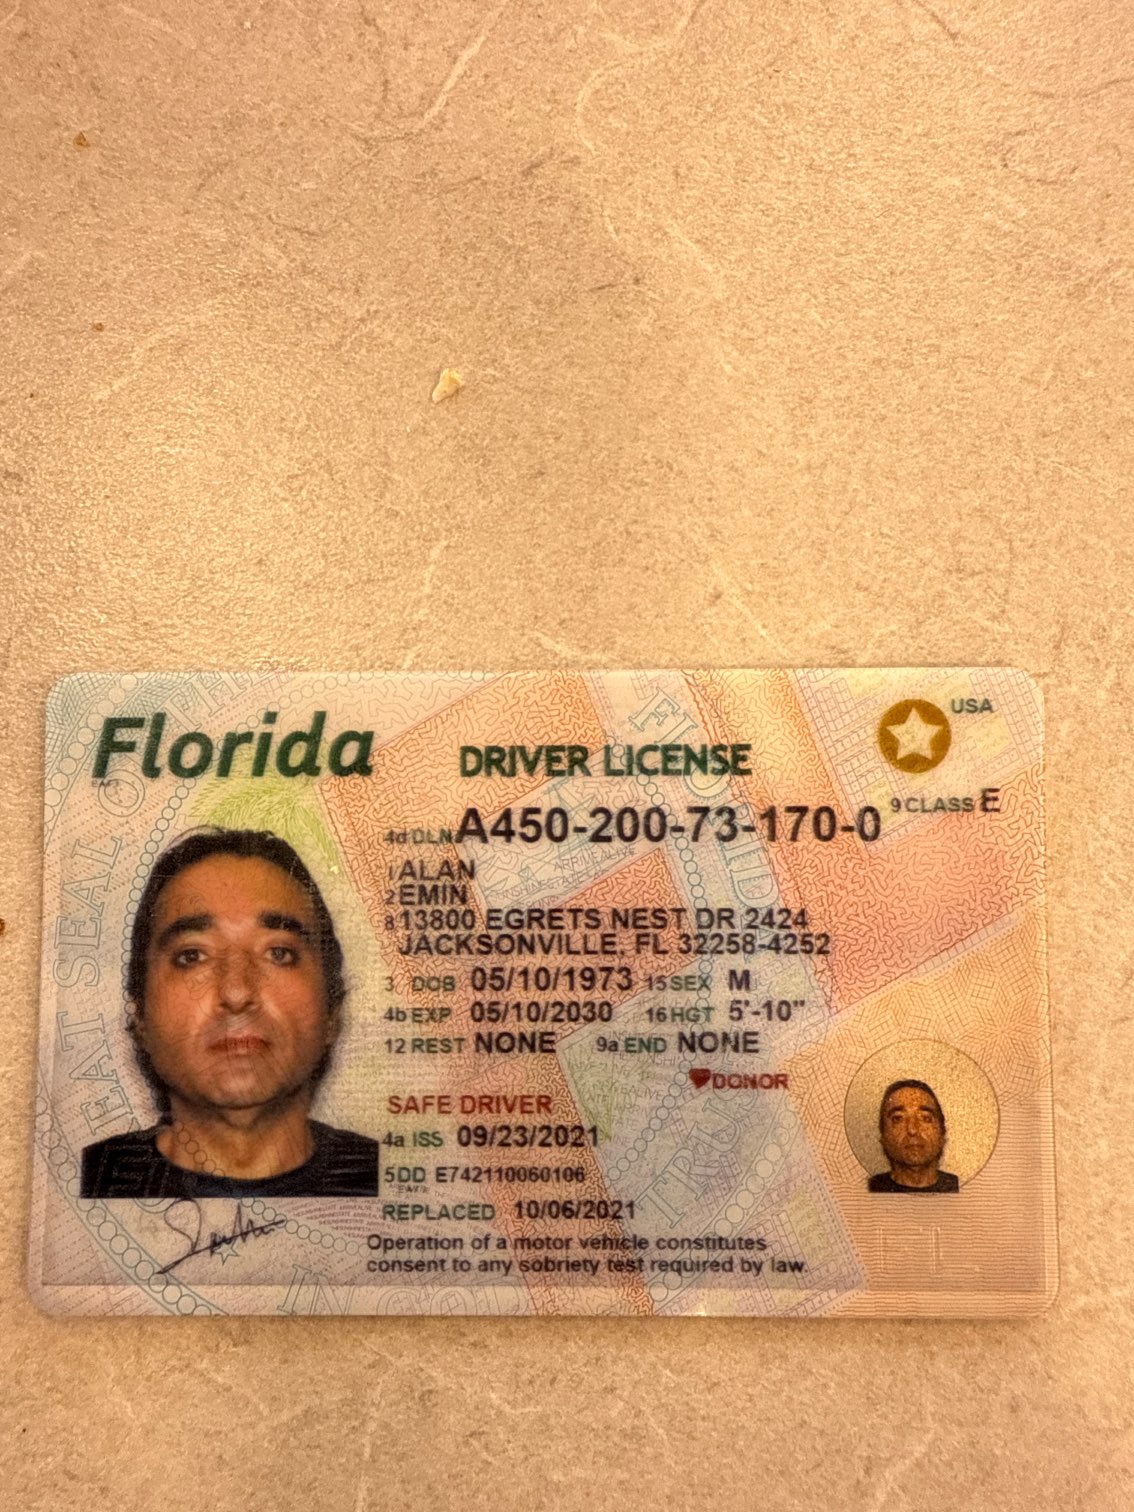 Florida
DRIVER LICENSE
USA
9 CLASS E
4d DLN A450-200-73-170-0
1 ALAN
2 EMIN
8 13800 EGRETS NEST DR 2424
JACKSONVILLE, FL 32258-4252
3 DOB 05/10/1973 15 SEX M
4b EXP 05/10/2030 16 HGT 5'-10"
12 REST NONE 9a END NONE
DONOR
SAFE DRIVER
4a ISS 09/23/2021
5DD E742110060106
REPLACED 10/06/2021
Operation of a motor vehicle constitutes
consent to any sobriety test required by law.